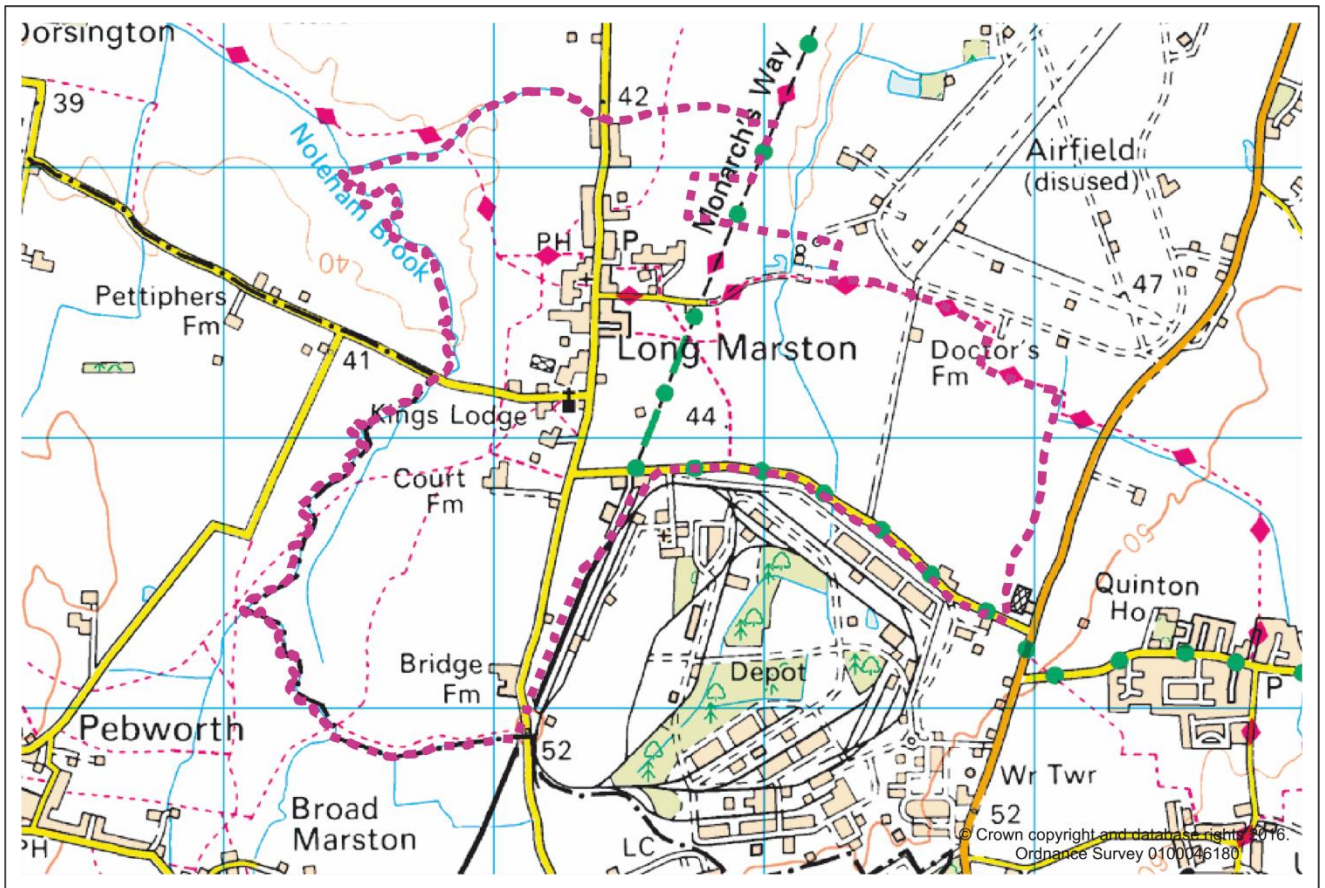 Dorsington
39
42
Monarch's Way
Airfield
(disused)
Noleham Brook
40
PH
P
47
Pettiphers
Fm
41
Long Marston
Doctor's
Fm
Kings Lodge
44
Court
Fm
50
Quinton
Ho
Bridge
Fm
Depot
P
Pebworth
52
Wr Twr
Broad
Marston
52
PH
LC
60
© Crown copyright and database rights 2016.
Ordnance Survey 0100046180